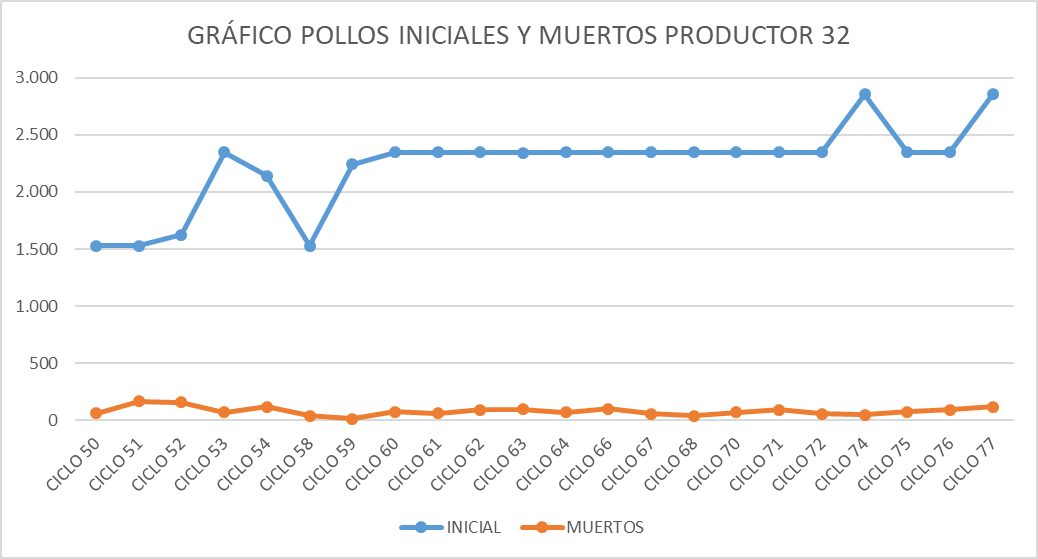 GRÁFICO POLLOS INICIALES Y MUERTOS PRODUCTOR 32
3.000
2.500
2.000
1.500
1.000
500
0
CICLO 50
CICLO 51
CICLO 52
CICLO 53
CICLO 54
CICLO 58
CICLO 59
CICLO 60
CICLO 61
CICLO 62
CICLO 63
CICLO 64
CICLO 66
CICLO 67
CICLO 68
CICLO 70
CICLO 71
CICLO 72
CICLO 74
CICLO 75
CICLO 76
CICLO 77
INICIAL MUERTOS